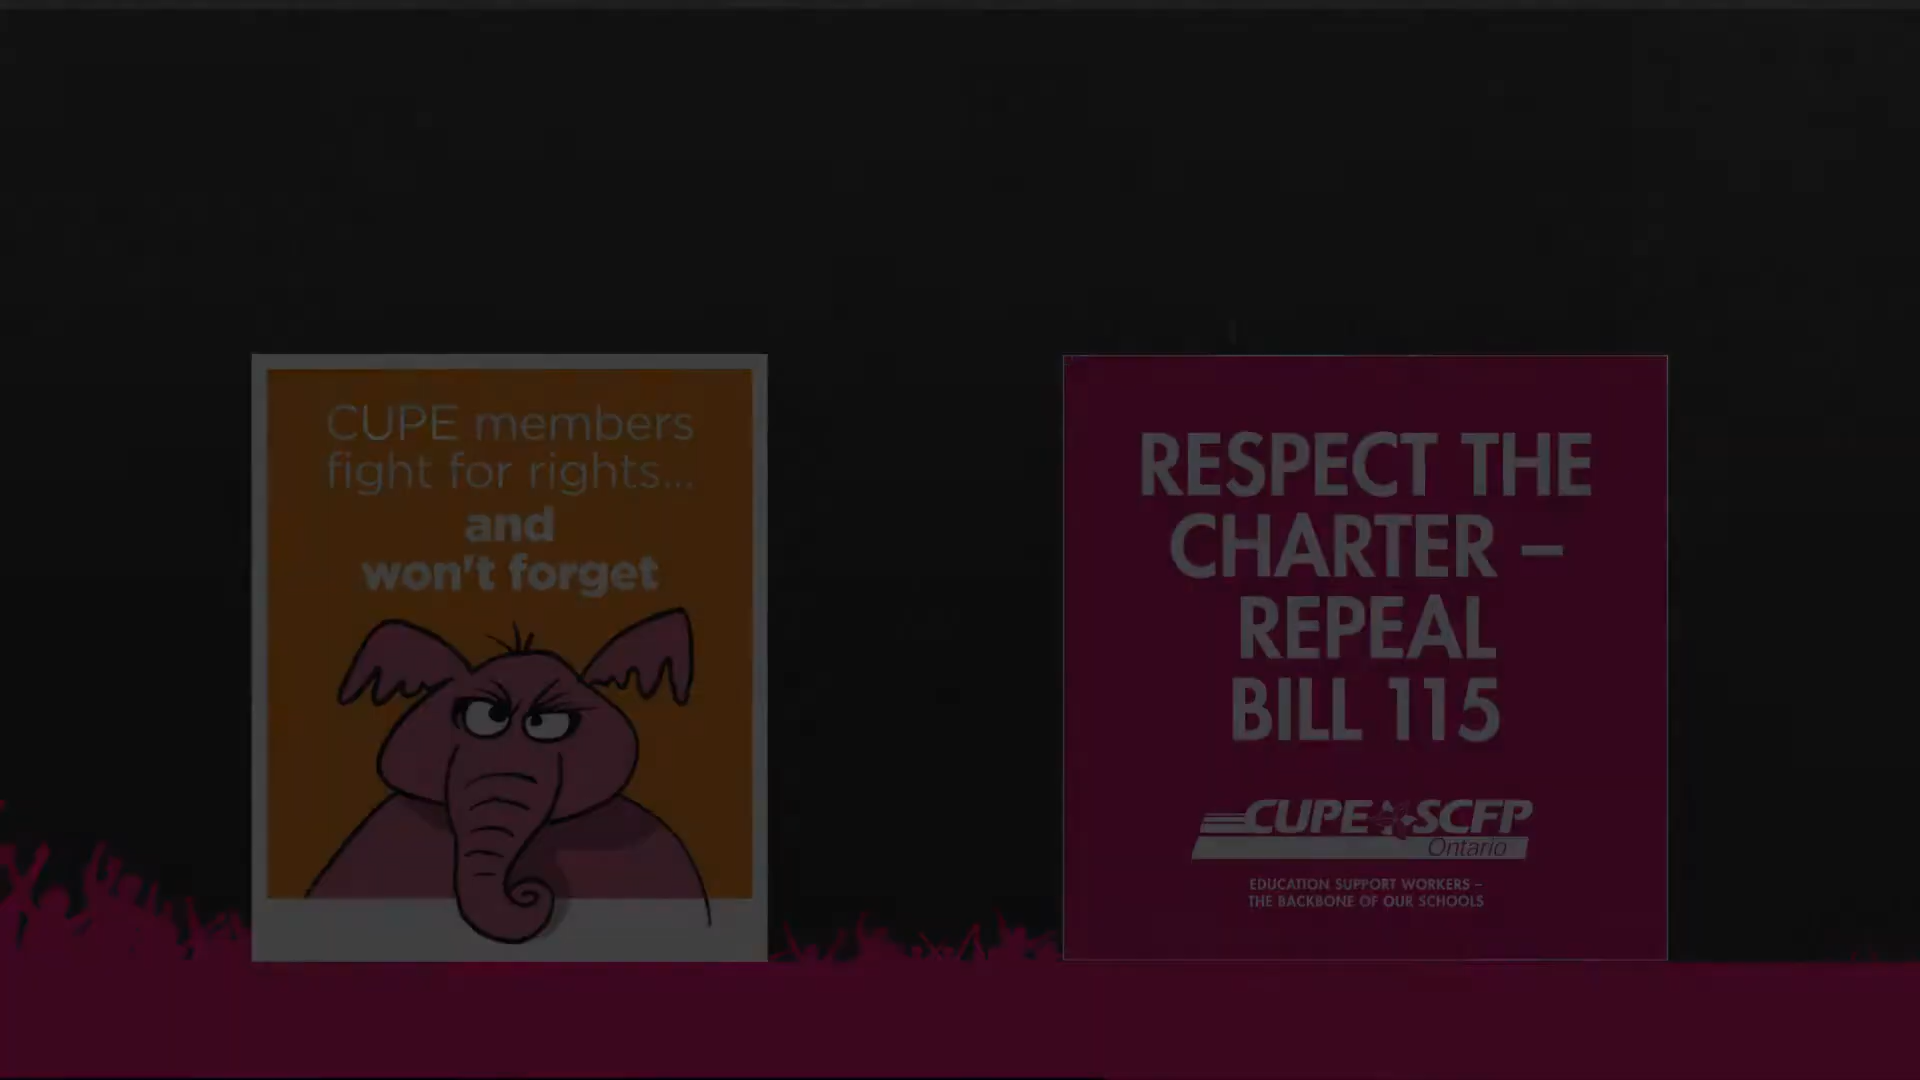 CUPE members
fight for rights...
and
won't forget
RESPECT THE
CHARTER –
REPEAL
BILL 115
CUPE SCFP
Ontario
EDUCATION SUPPORT WORKERS –
THE BACKBONE OF OUR SCHOOLS